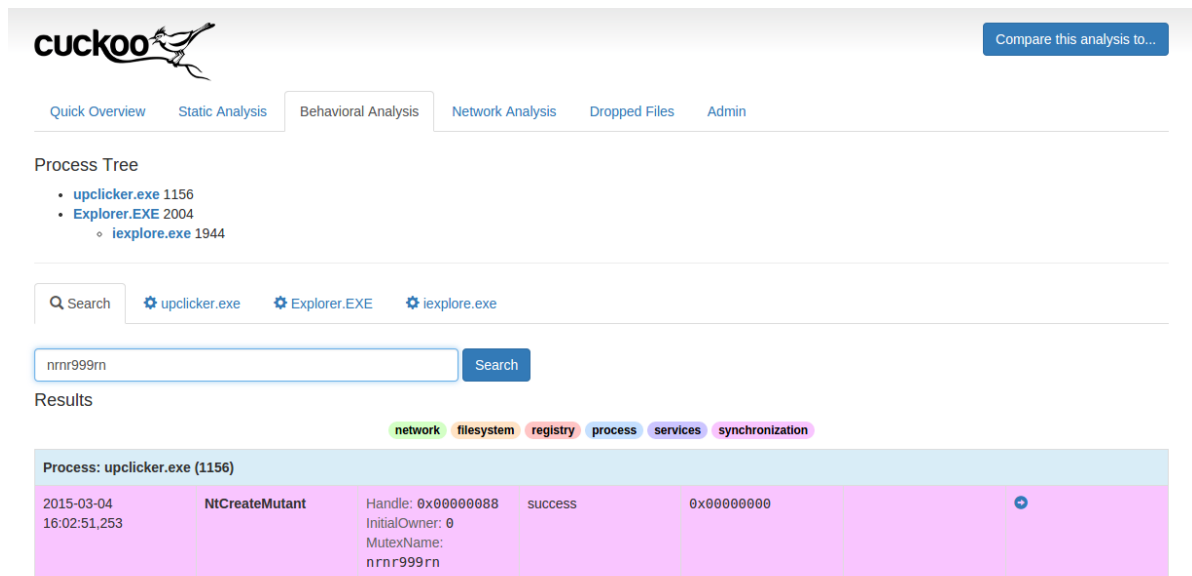 cuckoo
Compare this analysis to...
Quick Overview Static Analysis Behavioral Analysis Network Analysis Dropped Files Admin
Process Tree
• upclicker.exe 1156
• Explorer.EXE 2004
◦ iexplore.exe 1944
Search upclicker.exe Explorer.EXE iexplore.exe
nrnr999rn Search
Results
network filesystem registry process services synchronization
Process: upclicker.exe (1156)
2015-03-04 NtCreateMutant Handle: 0x00000088 success 0x00000000
16:02:51,253 InitialOwner: 0
MutexName:
nrnr999rn